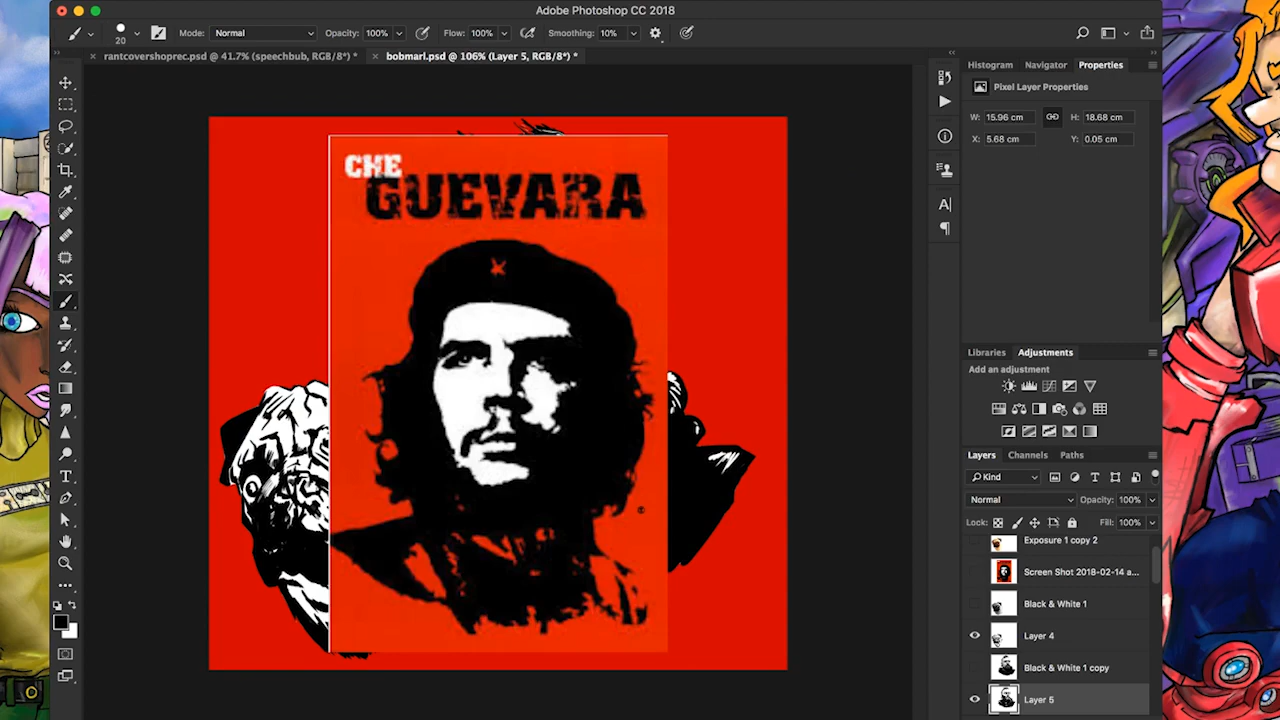 Adobe Photoshop CC 2018
20
Mode: Normal
Opacity: 100%
Flow: 100%
Smoothing: 10%
rantcovershoprec.psd @ 41.7% (speechbub, RGB/8*) *
bobmarl.psd @ 106% (Layer 5, RGB/8*) *
Histogram
Navigator
Properties
Pixel Layer Properties
W: 15.96 cm
H: 18.68 cm
X: 5.68 cm
Y: 0.05 cm
CHE
GUEVARA
Libraries
Adjustments
Add an adjustment
Layers
Channels
Paths
Kind
Normal
Opacity: 100%
Lock:
Fill: 100%
Exposure 1 copy 2
Screen Shot 2018-02-14 a...
Black & White 1
Layer 4
Black & White 1 copy
Layer 5